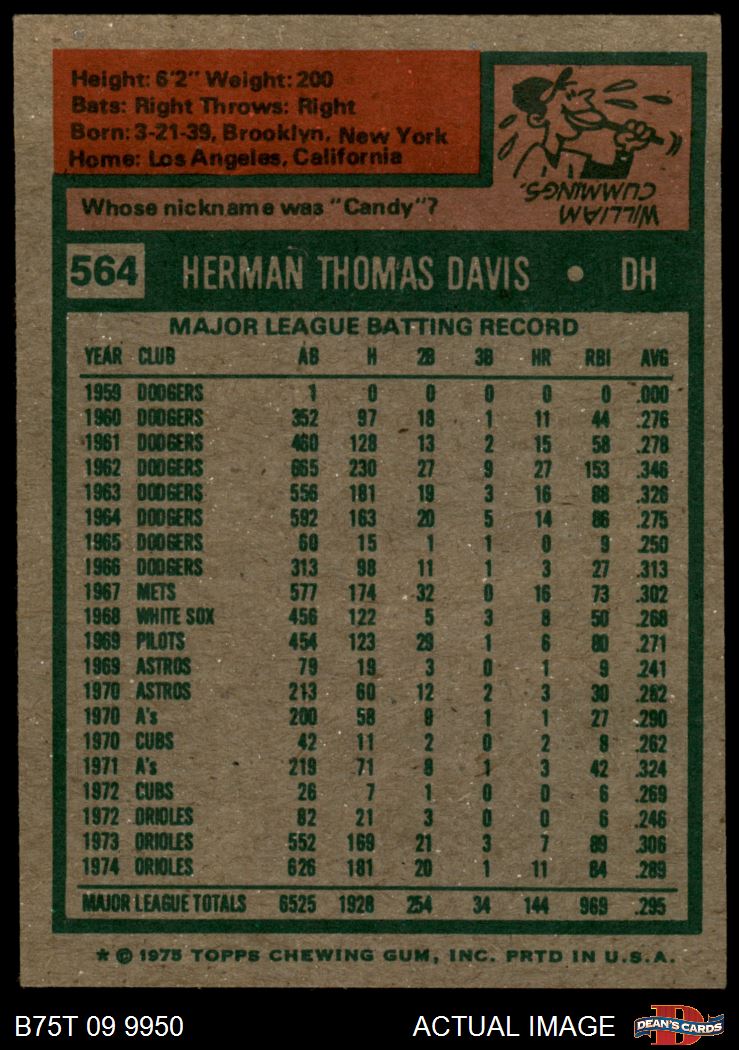 Height: 6'2" Weight: 200
Bats: Right Throws: Right
Born: 3-21-39, Brooklyn, New York
Home: Los Angeles, California
WILLIAM
CUMMINGS.
Whose nickname was "Candy"?
564 HERMAN THOMAS DAVIS • DH
MAJOR LEAGUE BATTING RECORD
YEAR CLUB AB H 2B 3B HR RBI AVG
1959 DODGERS 1 0 0 0 0 0 .000
1960 DODGERS 352 97 18 1 11 44 .276
1961 DODGERS 460 128 13 2 15 58 .278
1962 DODGERS 665 230 27 9 27 153 .346
1963 DODGERS 556 181 19 3 16 88 .326
1964 DODGERS 592 163 20 5 14 86 .275
1965 DODGERS 60 15 1 1 0 9 .250
1966 DODGERS 313 98 11 1 3 27 .313
1967 METS 577 174 32 0 16 73 .302
1968 WHITE SOX 456 122 5 3 8 50 .268
1969 PILOTS 454 123 29 1 6 80 .271
1969 ASTROS 79 19 3 0 1 9 .241
1970 ASTROS 213 60 12 2 3 30 .282
1970 A's 200 58 9 1 1 27 .290
1970 CUBS 42 11 2 0 2 8 .262
1971 A's 219 71 8 1 3 42 .324
1972 CUBS 26 7 1 0 0 6 .269
1972 ORIOLES 82 21 3 0 0 6 .246
1973 ORIOLES 552 169 21 3 7 89 .306
1974 ORIOLES 626 181 20 1 11 84 .289
MAJOR LEAGUE TOTALS 6525 1928 254 34 144 969 .295
* © 1975 TOPPS CHEWING GUM, INC. PRTD IN U.S.A.
B75T 09 9950 ACTUAL IMAGE D DEAN'S CARDS